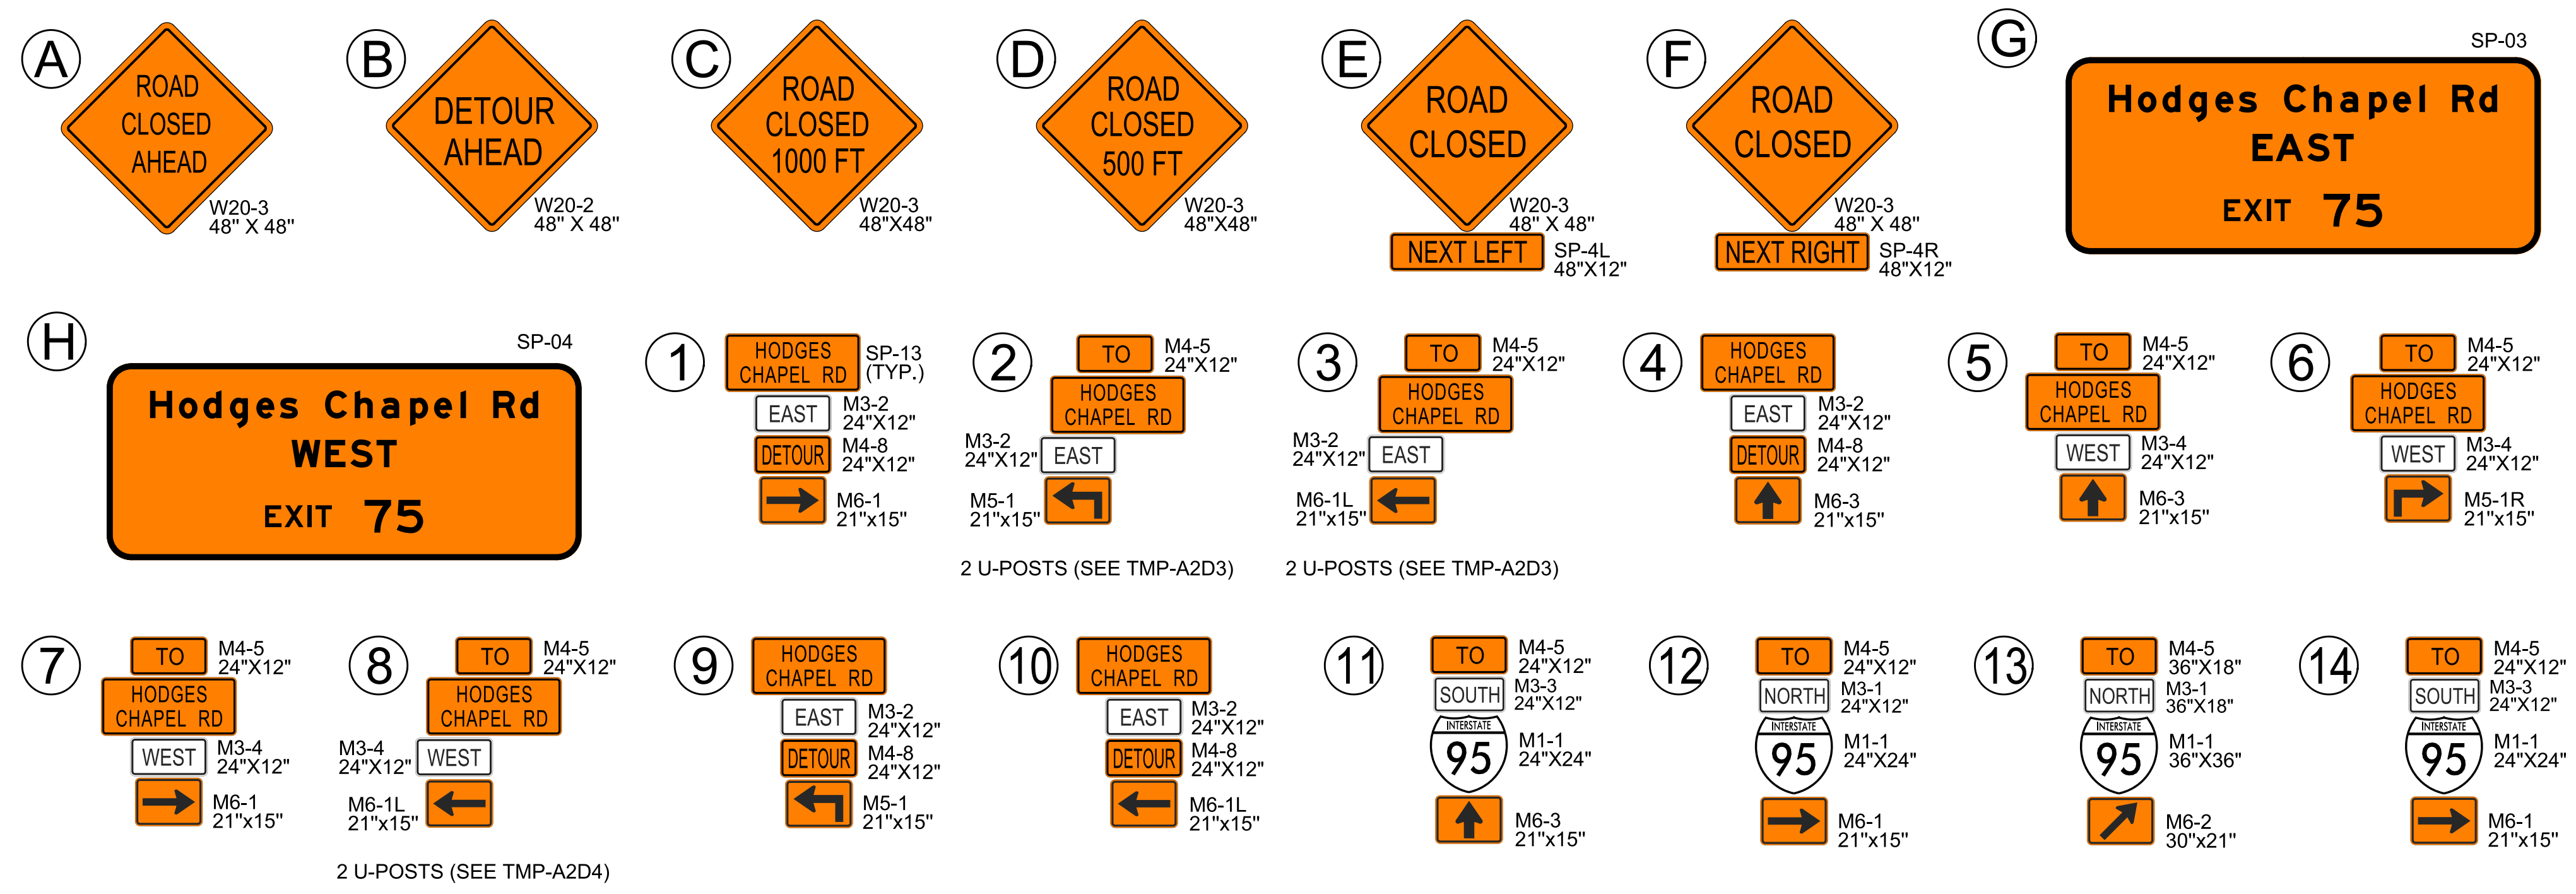 A
ROAD
CLOSED
AHEAD
W20-3
48" X 48"
B
DETOUR
AHEAD
W20-2
48" X 48"
C
ROAD
CLOSED
1000 FT
W20-3
48"X48"
D
ROAD
CLOSED
500 FT
W20-3
48"X48"
E
ROAD
CLOSED
W20-3
48" X 48"
NEXT LEFT
SP-4L
48"X12"
F
ROAD
CLOSED
W20-3
48" X 48"
NEXT RIGHT
SP-4R
48"X12"
G
SP-03
Hodges Chapel Rd
EAST
EXIT 75
H
SP-04
Hodges Chapel Rd
WEST
EXIT 75
1
HODGES
CHAPEL RD
SP-13
(TYP.)
EAST
M3-2
24"X12"
DETOUR
M4-8
24"X12"
M6-1
21"x15"
2
TO
M4-5
24"X12"
HODGES
CHAPEL RD
M3-2
24"X12"
EAST
M5-1
21"x15"
2 U-POSTS (SEE TMP-A2D3)
3
TO
M4-5
24"X12"
HODGES
CHAPEL RD
M3-2
24"X12"
EAST
M6-1L
21"x15"
2 U-POSTS (SEE TMP-A2D3)
4
HODGES
CHAPEL RD
EAST
M3-2
24"X12"
DETOUR
M4-8
24"X12"
M6-3
21"x15"
5
TO
M4-5
24"X12"
HODGES
CHAPEL RD
WEST
M3-4
24"X12"
M6-3
21"x15"
6
TO
M4-5
24"X12"
HODGES
CHAPEL RD
WEST
M3-4
24"X12"
M5-1R
21"x15"
7
TO
M4-5
24"X12"
HODGES
CHAPEL RD
WEST
M3-4
24"X12"
M6-1
21"x15"
8
TO
M4-5
24"X12"
HODGES
CHAPEL RD
M3-4
24"X12"
WEST
M6-1L
21"x15"
2 U-POSTS (SEE TMP-A2D4)
9
HODGES
CHAPEL RD
EAST
M3-2
24"X12"
DETOUR
M4-8
24"X12"
M5-1
21"x15"
10
HODGES
CHAPEL RD
EAST
M3-2
24"X12"
DETOUR
M4-8
24"X12"
M6-1L
21"x15"
11
TO
M4-5
24"X12"
SOUTH
M3-3
24"X12"
INTERSTATE
95
M1-1
24"X24"
M6-3
21"x15"
12
TO
M4-5
24"X12"
NORTH
M3-1
24"X12"
INTERSTATE
95
M1-1
24"X24"
M6-1
21"x15"
13
TO
M4-5
36"X18"
NORTH
M3-1
36"X18"
INTERSTATE
95
M1-1
36"X36"
M6-2
30"x21"
14
TO
M4-5
24"X12"
SOUTH
M3-3
24"X12"
INTERSTATE
95
M1-1
24"X24"
M6-1
21"x15"